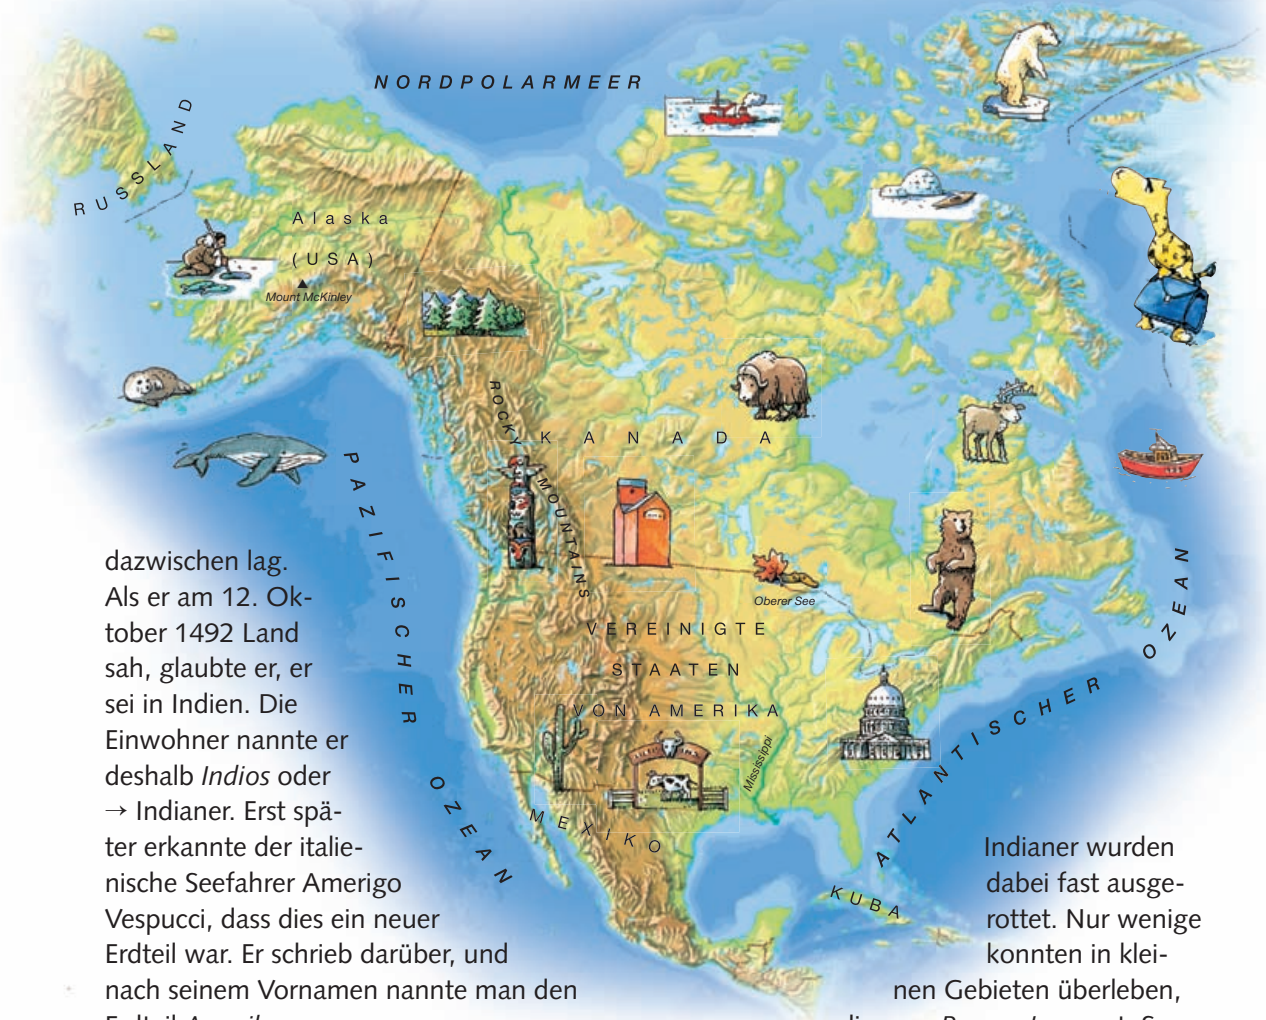 NORDPOLARMEER
RUSSLAND
Alaska
(USA)
Mount McKinley
ROCKY MOUNTAINS
KANADA
PAZIFISCHER OZEAN
Oberer See
VEREINIGTE
STAATEN
VON AMERIKA
Mississippi
MEXIKO
ATLANTISCHER OZEAN
KUBA
dazwischen lag.
Als er am 12. Ok-
tober 1492 Land
sah, glaubte er, er
sei in Indien. Die
Einwohner nannte er
deshalb Indios oder
→ Indianer. Erst spä-
ter erkannte der italie-
nische Seefahrer Amerigo
Vespucci, dass dies ein neuer
Erdteil war. Er schrieb darüber, und
nach seinem Vornamen nannte man den
Indianer wurden
dabei fast ausge-
rottet. Nur wenige
konnten in klei-
nen Gebieten überleben,